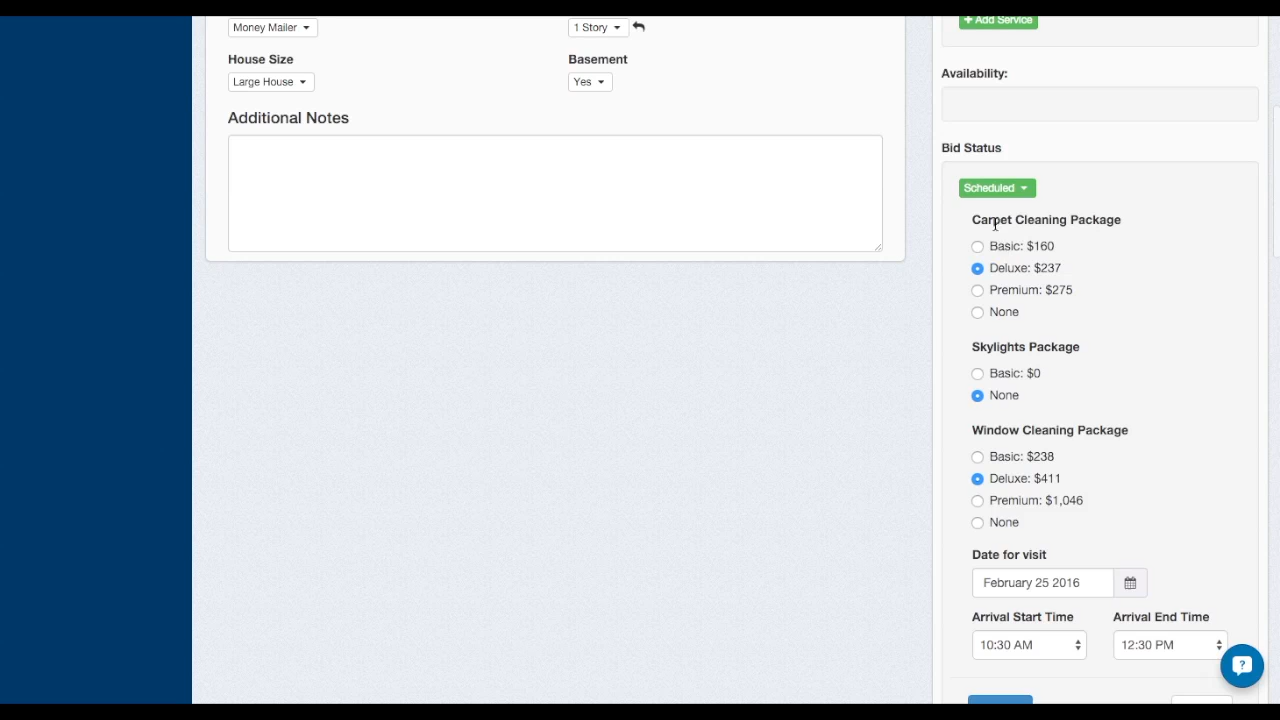 Money Mailer
1 Story
House Size
Basement
Large House
Yes
Additional Notes
+ Add Service
Availability:
Bid Status
Scheduled
Carpet Cleaning Package
Basic: $160
Deluxe: $237
Premium: $275
None
Skylights Package
Basic: $0
None
Window Cleaning Package
Basic: $238
Deluxe: $411
Premium: $1,046
None
Date for visit
February 25 2016
Arrival Start Time
Arrival End Time
10:30 AM
12:30 PM
?